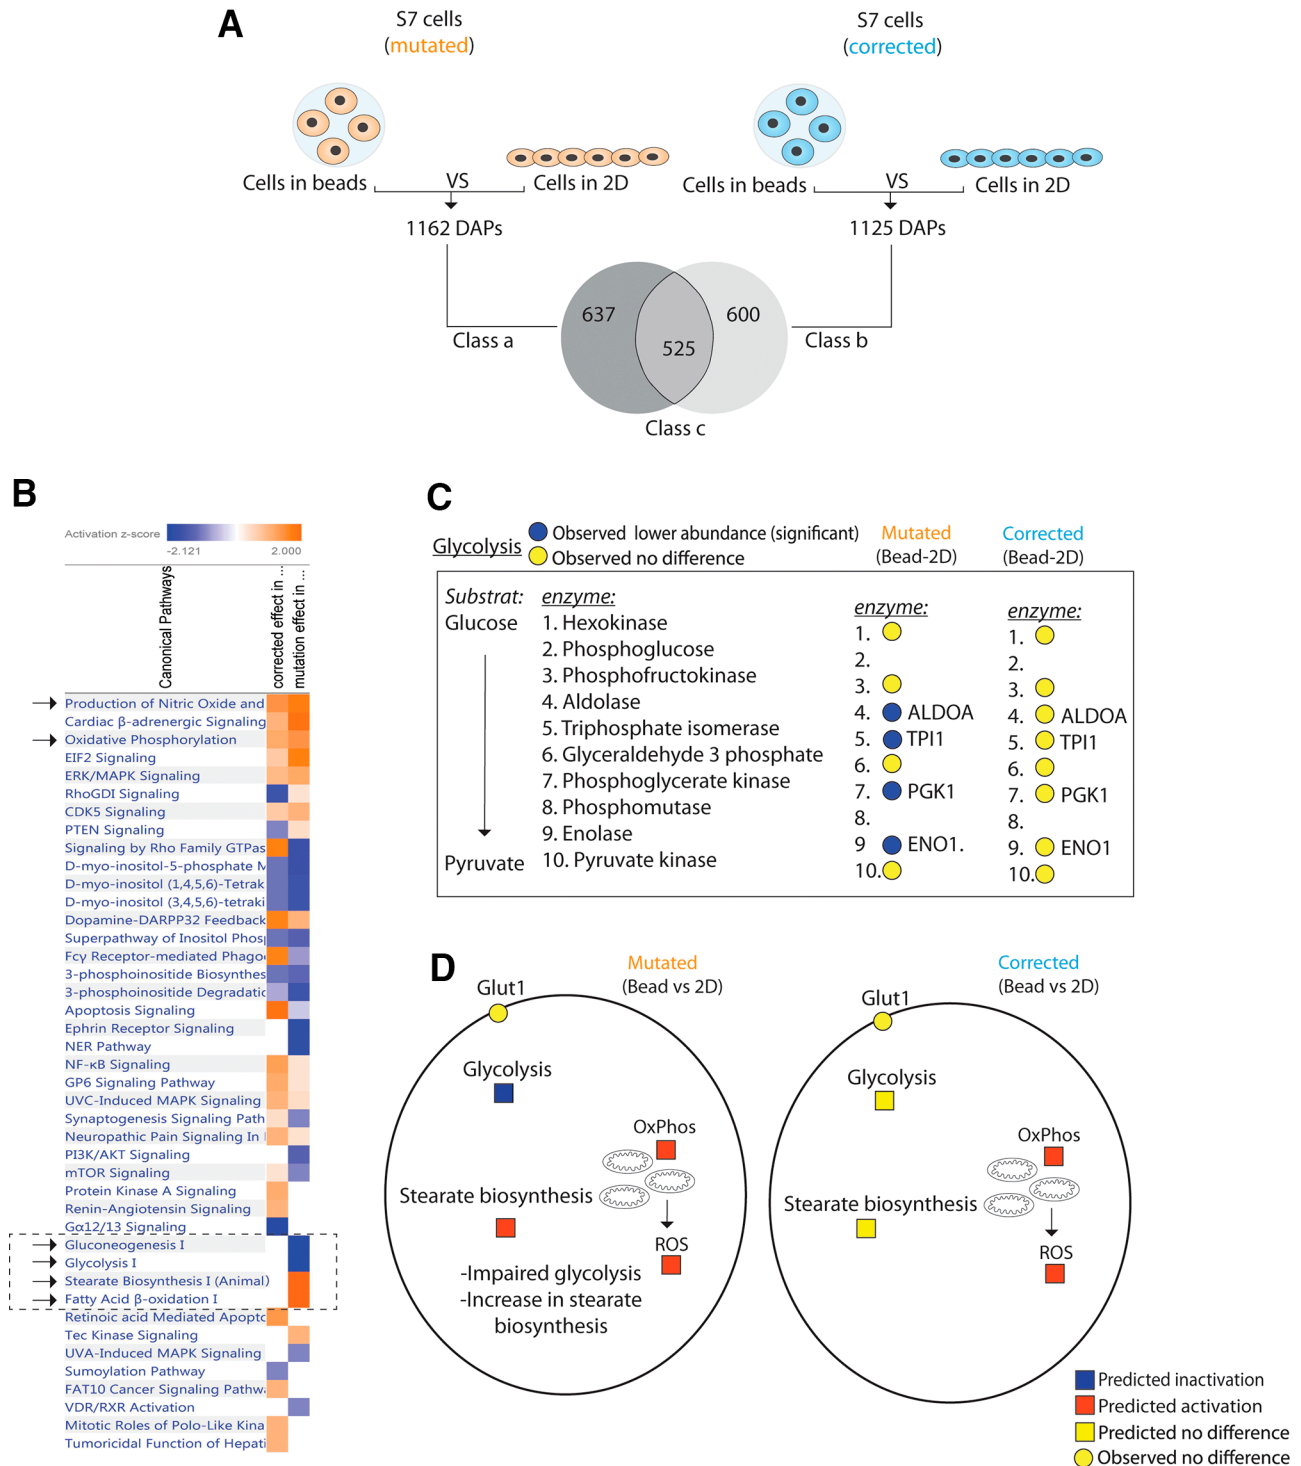 A
S7 cells
(mutated)
S7 cells
(corrected)
Cells in beads
VS
Cells in 2D
Cells in beads
VS
Cells in 2D
1162 DAPs
1125 DAPs
637
600
525
Class a
Class b
Class c
B
Activation z-score
-2.121
2.000
Canonical Pathways
corrected effect in ...
mutation effect in ...
Production of Nitric Oxide and
Cardiac β-adrenergic Signaling
Oxidative Phosphorylation
EIF2 Signaling
ERK/MAPK Signaling
RhoGDI Signaling
CDK5 Signaling
PTEN Signaling
Signaling by Rho Family GTPas
D-myo-inositol-5-phosphate M
D-myo-inositol (1,4,5,6)-Tetrak
D-myo-inositol (3,4,5,6)-tetraki
Dopamine-DARPP32 Feedback
Superpathway of Inositol Phosp
Fcγ Receptor-mediated Phago
3-phosphoinositide Biosynthes
3-phosphoinositide Degradatic
Apoptosis Signaling
Ephrin Receptor Signaling
NER Pathway
NF-κB Signaling
GP6 Signaling Pathway
UVC-Induced MAPK Signaling
Synaptogenesis Signaling Path
Neuropathic Pain Signaling In
PI3K/AKT Signaling
mTOR Signaling
Protein Kinase A Signaling
Renin-Angiotensin Signaling
Gα12/13 Signaling
Gluconeogenesis I
Glycolysis I
Stearate Biosynthesis I (Animal)
Fatty Acid β-oxidation I
Retinoic acid Mediated Apopto
Tec Kinase Signaling
UVA-Induced MAPK Signaling
Sumoylation Pathway
FAT10 Cancer Signaling Pathw
VDR/RXR Activation
Mitotic Roles of Polo-Like Kina
Tumoricidal Function of Hepati
C
Glycolysis
Observed lower abundance (significant)
Observed no difference
Mutated
(Bead-2D)
Corrected
(Bead-2D)
Substrat:
Glucose
Pyruvate
enzyme:
1. Hexokinase
2. Phosphoglucose
3. Phosphofructokinase
4. Aldolase
5. Triphosphate isomerase
6. Glyceraldehyde 3 phosphate
7. Phosphoglycerate kinase
8. Phosphomutase
9. Enolase
10. Pyruvate kinase
enzyme:
1.
2.
3.
4. ALDOA
5. TPI1
6.
7. PGK1
8.
9 ENO1.
10.
enzyme:
1.
2.
3.
4. ALDOA
5. TPI1
6.
7. PGK1
8.
9. ENO1
10.
D
Mutated
(Bead vs 2D)
Glut1
Glycolysis
OxPhos
Stearate biosynthesis
ROS
-Impaired glycolysis
-Increase in stearate
biosynthesis
Corrected
(Bead vs 2D)
Glut1
Glycolysis
OxPhos
Stearate biosynthesis
ROS
Predicted inactivation
Predicted activation
Predicted no difference
Observed no difference